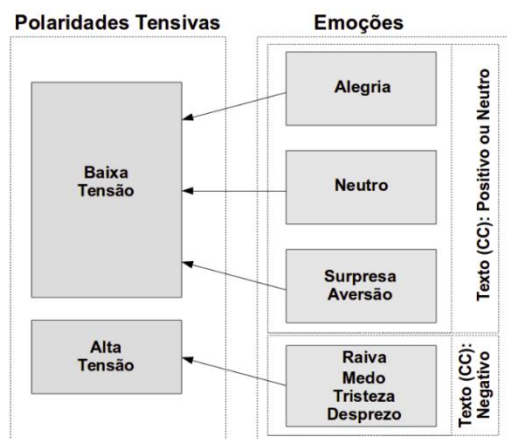 Polaridades Tensivas
Emoções
Baixa
Tensão
Alta
Tensão
Alegria
Neutro
Surpresa
Aversão
Raiva
Medo
Tristeza
Desprezo
Texto (CC): Positivo ou Neutro
Texto (CC):
Negativo